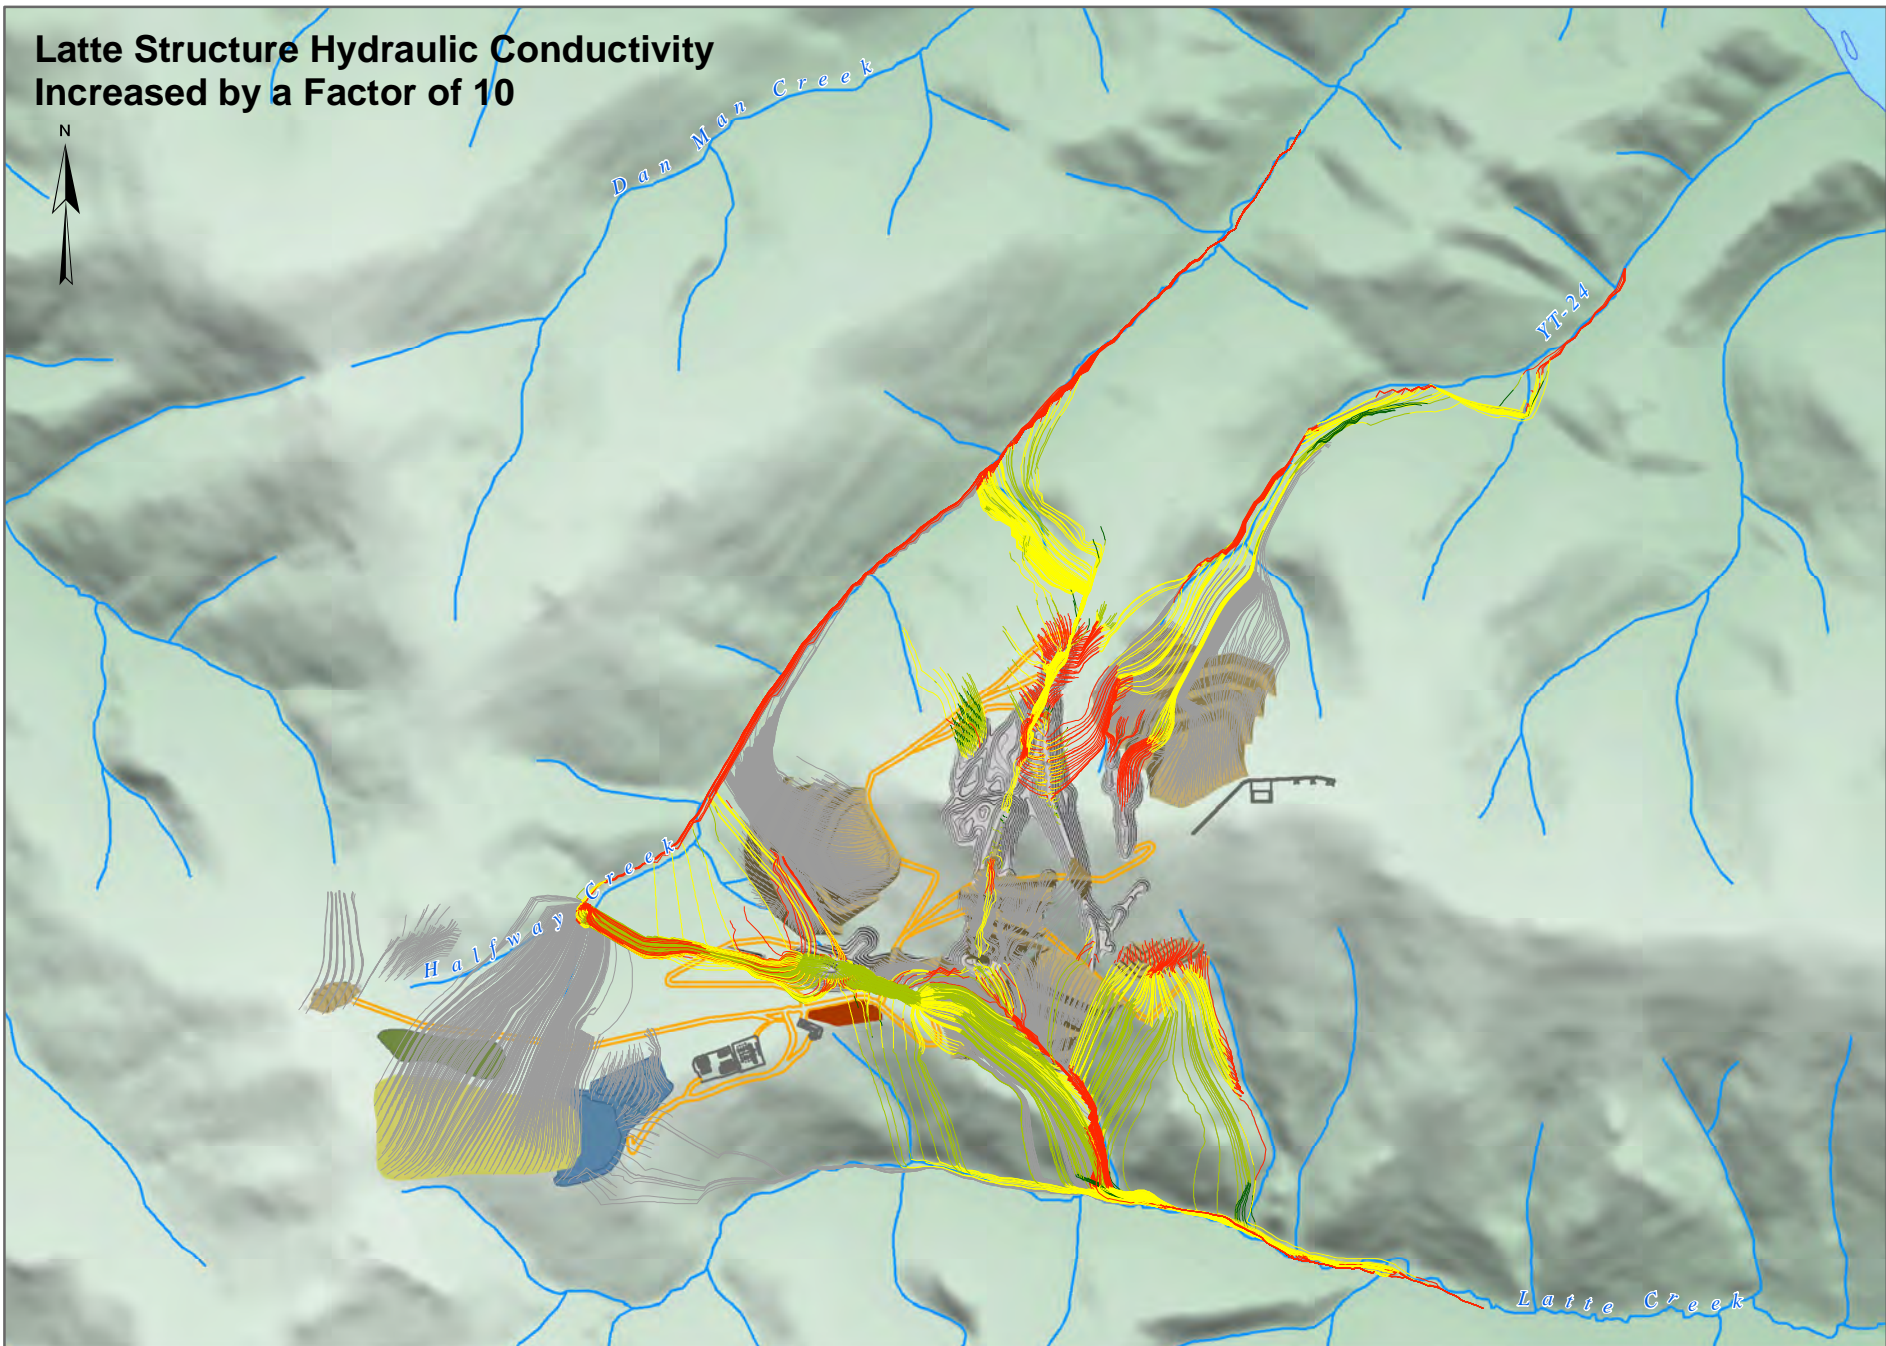 Latte Structure Hydraulic Conductivity
Increased by a Factor of 10
N
Dan Man Creek
YT-24
Halfway Creek
Latte Creek